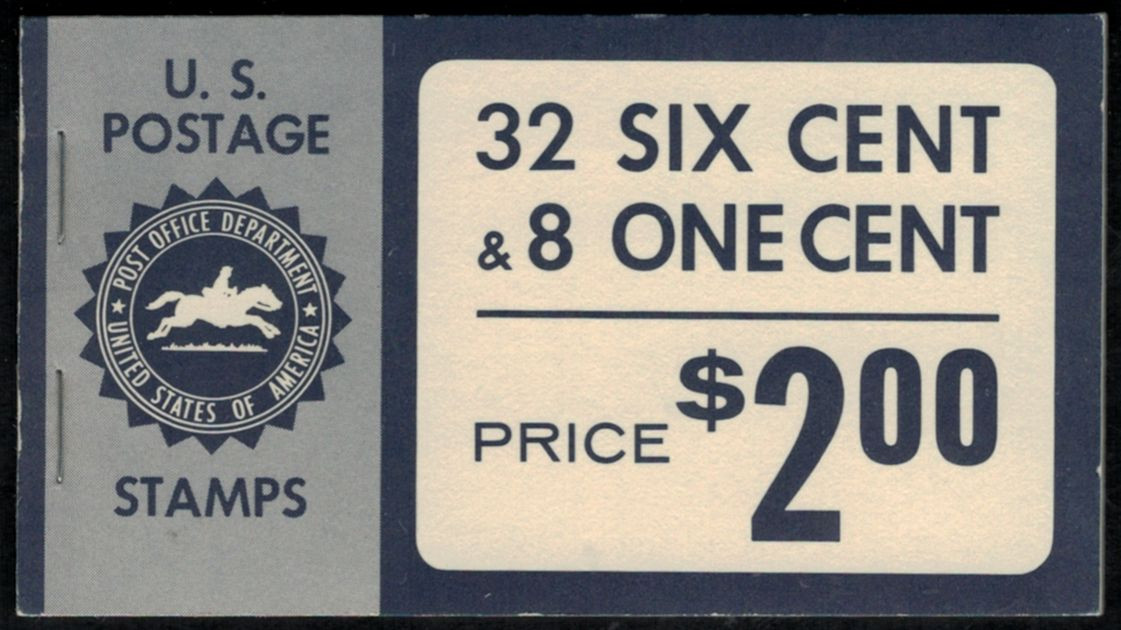 U. S.
POSTAGE
POST OFFICE DEPARTMENT
UNITED STATES OF AMERICA
STAMPS
32 SIX CENT
& 8 ONE CENT
PRICE $2.00